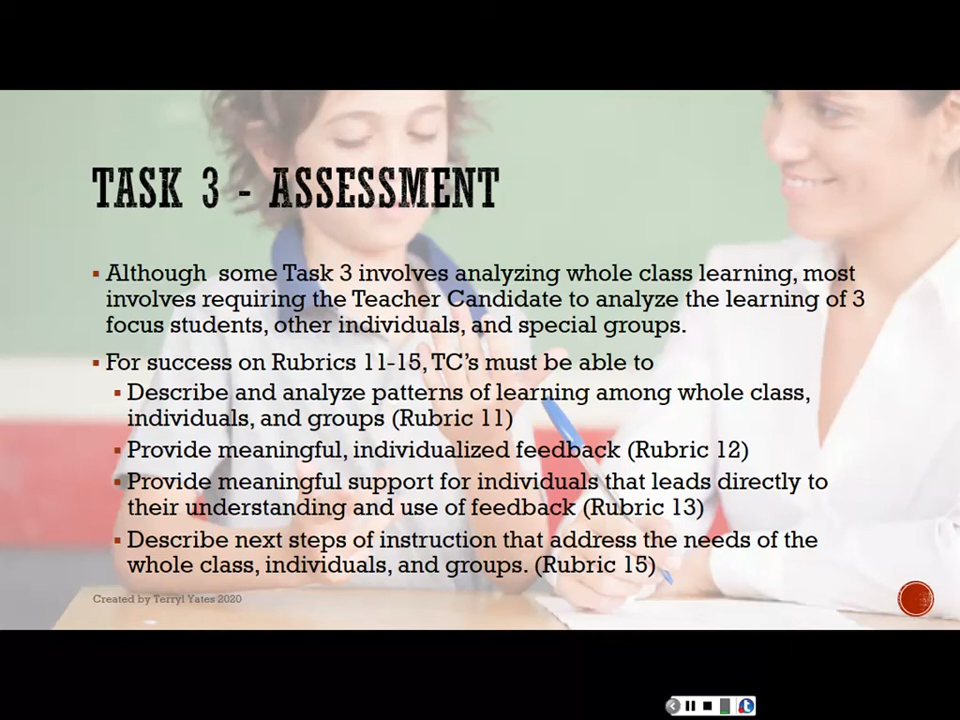 TASK 3 - ASSESSMENT
▪ Although some Task 3 involves analyzing whole class learning, most
involves requiring the Teacher Candidate to analyze the learning of 3
focus students, other individuals, and special groups.
▪ For success on Rubrics 11-15, TC's must be able to
▪ Describe and analyze patterns of learning among whole class,
individuals, and groups (Rubric 11)
▪ Provide meaningful, individualized feedback (Rubric 12)
▪ Provide meaningful support for individuals that leads directly to
their understanding and use of feedback (Rubric 13)
▪ Describe next steps of instruction that address the needs of the
whole class, individuals, and groups. (Rubric 15)
Created by Terryl Yates 2020